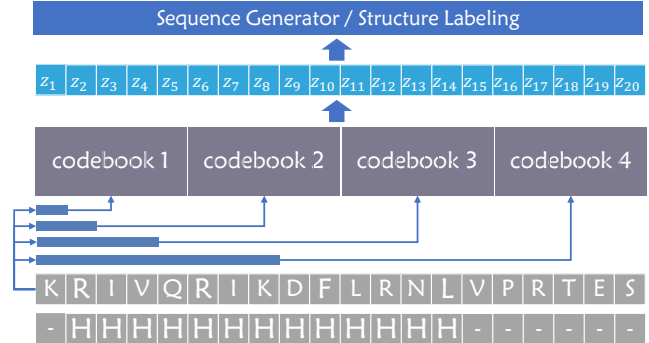 Sequence Generator / Structure Labeling
z1 z2 z3 z4 z5 z6 z7 z8 z9 z10 z11 z12 z13 z14 z15 z16 z17 z18 z19 z20
codebook 1 codebook 2 codebook 3 codebook 4
K R I V Q R I K D F L R N L V P R T E S
- H H H H H H H H H H H H H - - - - - -